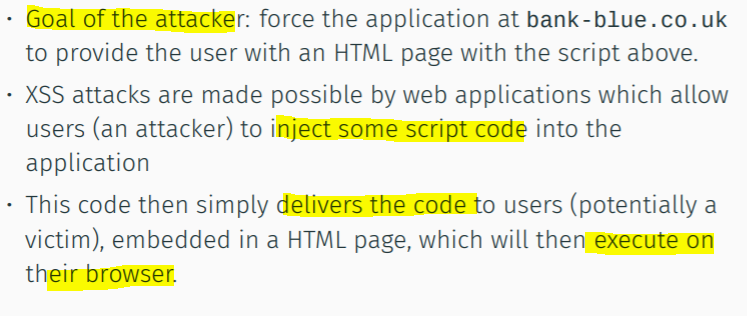 • Goal of the attacker: force the application at bank-blue.co.uk
to provide the user with an HTML page with the script above.
• XSS attacks are made possible by web applications which allow
users (an attacker) to inject some script code into the
application
• This code then simply delivers the code to users (potentially a
victim), embedded in a HTML page, which will then execute on
their browser.